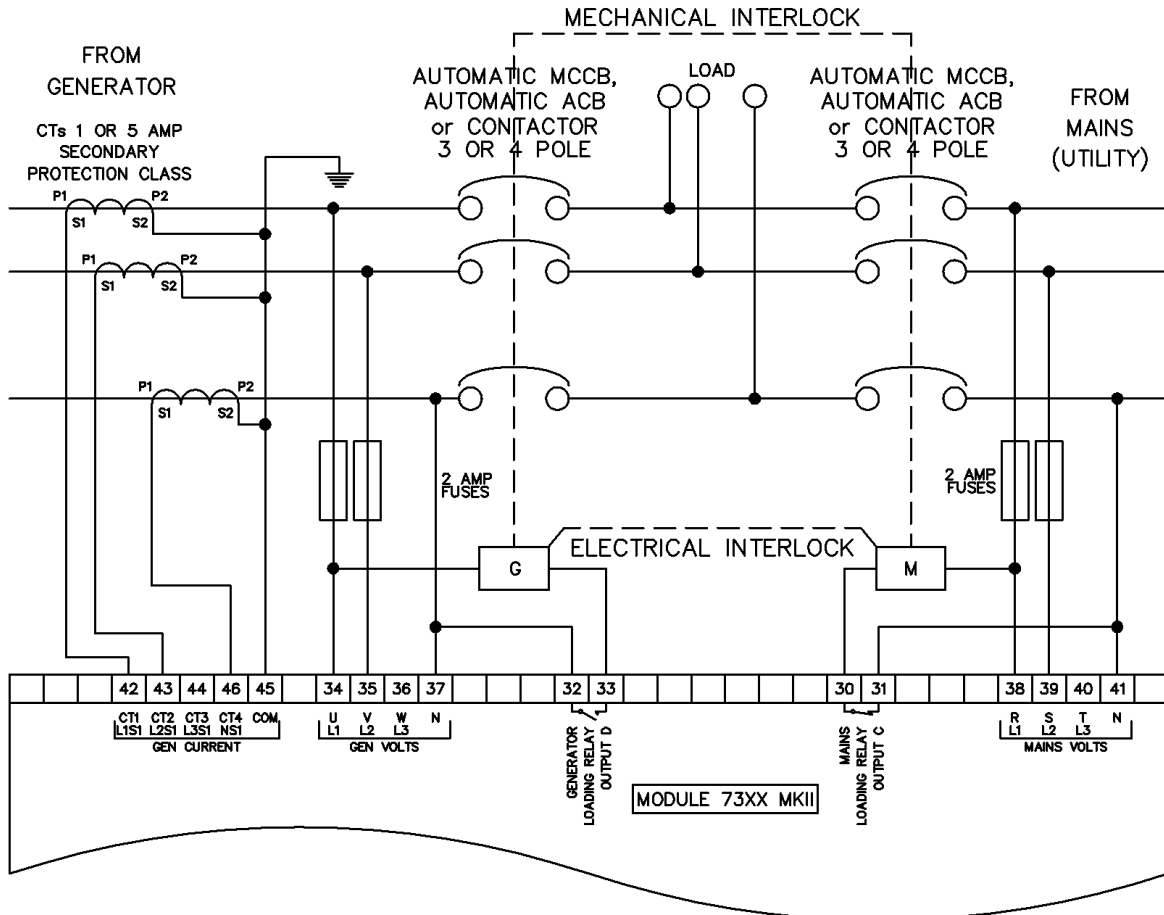 MECHANICAL INTERLOCK
FROM
GENERATOR
CTs 1 OR 5 AMP
SECONDARY
PROTECTION CLASS
AUTOMATIC MCCB,
AUTOMATIC ACB
or CONTACTOR
3 OR 4 POLE
LOAD
AUTOMATIC MCCB,
AUTOMATIC ACB
or CONTACTOR
3 OR 4 POLE
FROM
MAINS
(UTILITY)
P1 P2
S1 S2
P1 P2
S1 S2
P1 P2
S1 S2
2 AMP
FUSES
2 AMP
FUSES
ELECTRICAL INTERLOCK
G
M
42 43 44 46 45 34 35 36 37 32 33 30 31 38 39 40 41
CT1 CT2 CT3 CT4 COM
L1S1 L2S1 L3S1 NS1
GEN CURRENT
U V W N
L1 L2 L3
GEN VOLTS
GENERATOR
LOADING RELAY
OUTPUT D
MAINS
LOADING RELAY
OUTPUT C
R S T N
L1 L2 L3
MAINS VOLTS
MODULE 73XX MKII